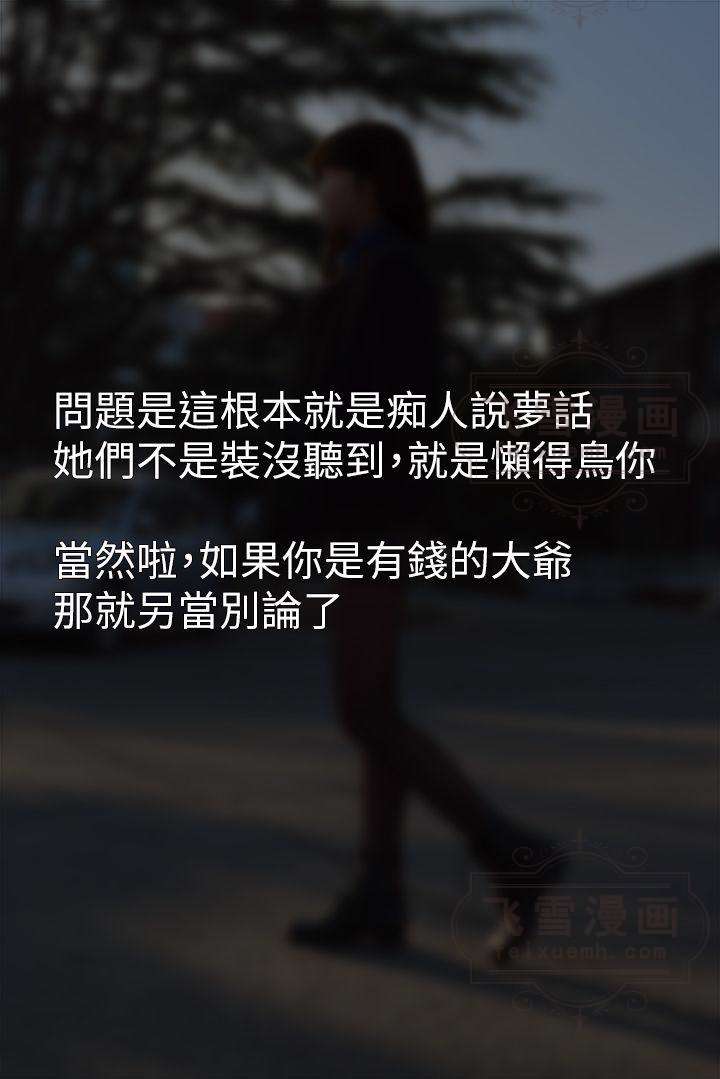 問題是這根本就是痴人說夢話
她們不是裝沒聽到，就是懶得鳥你
當然啦，如果你是有錢的大爺
那就另當別論了
飞雪漫画
feixuemh.com